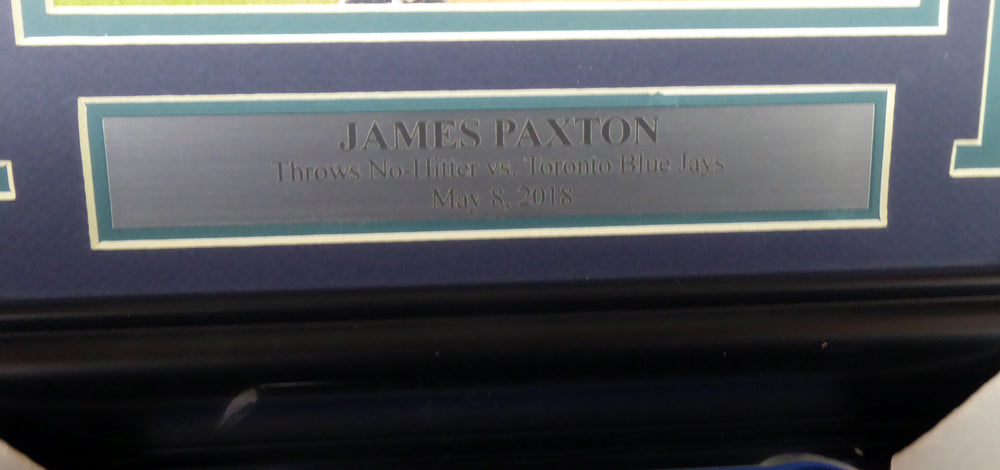 JAMES PAXTON
Throws No-Hitter vs. Toronto Blue Jays
May 8, 2018